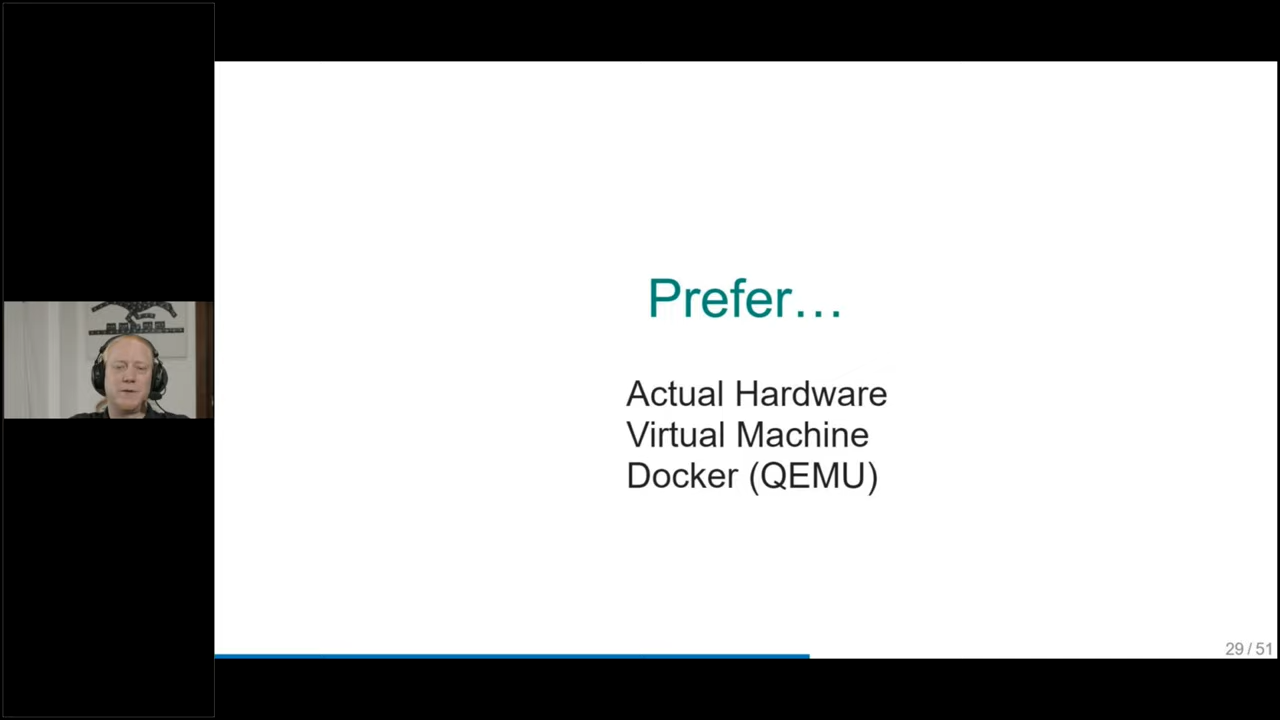 Prefer…
Actual Hardware
Virtual Machine
Docker (QEMU)
29 / 51